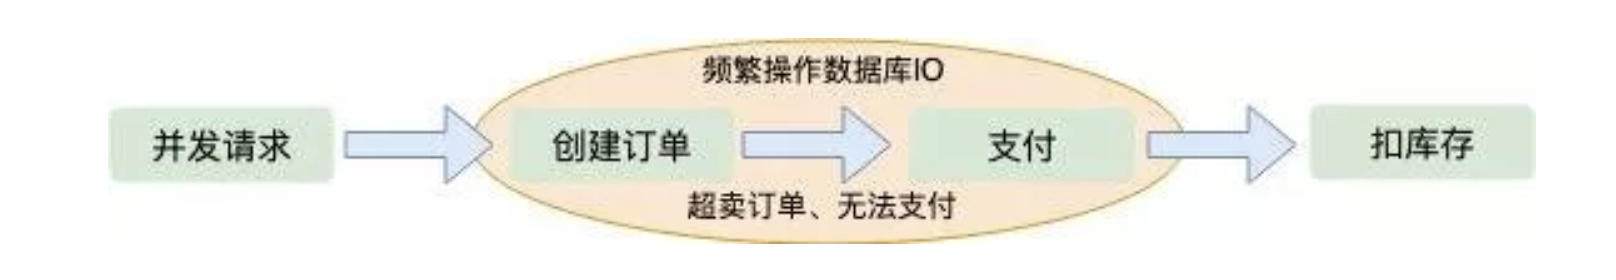 频繁操作数据库IO
并发请求
创建订单
支付
扣库存
超卖订单、无法支付